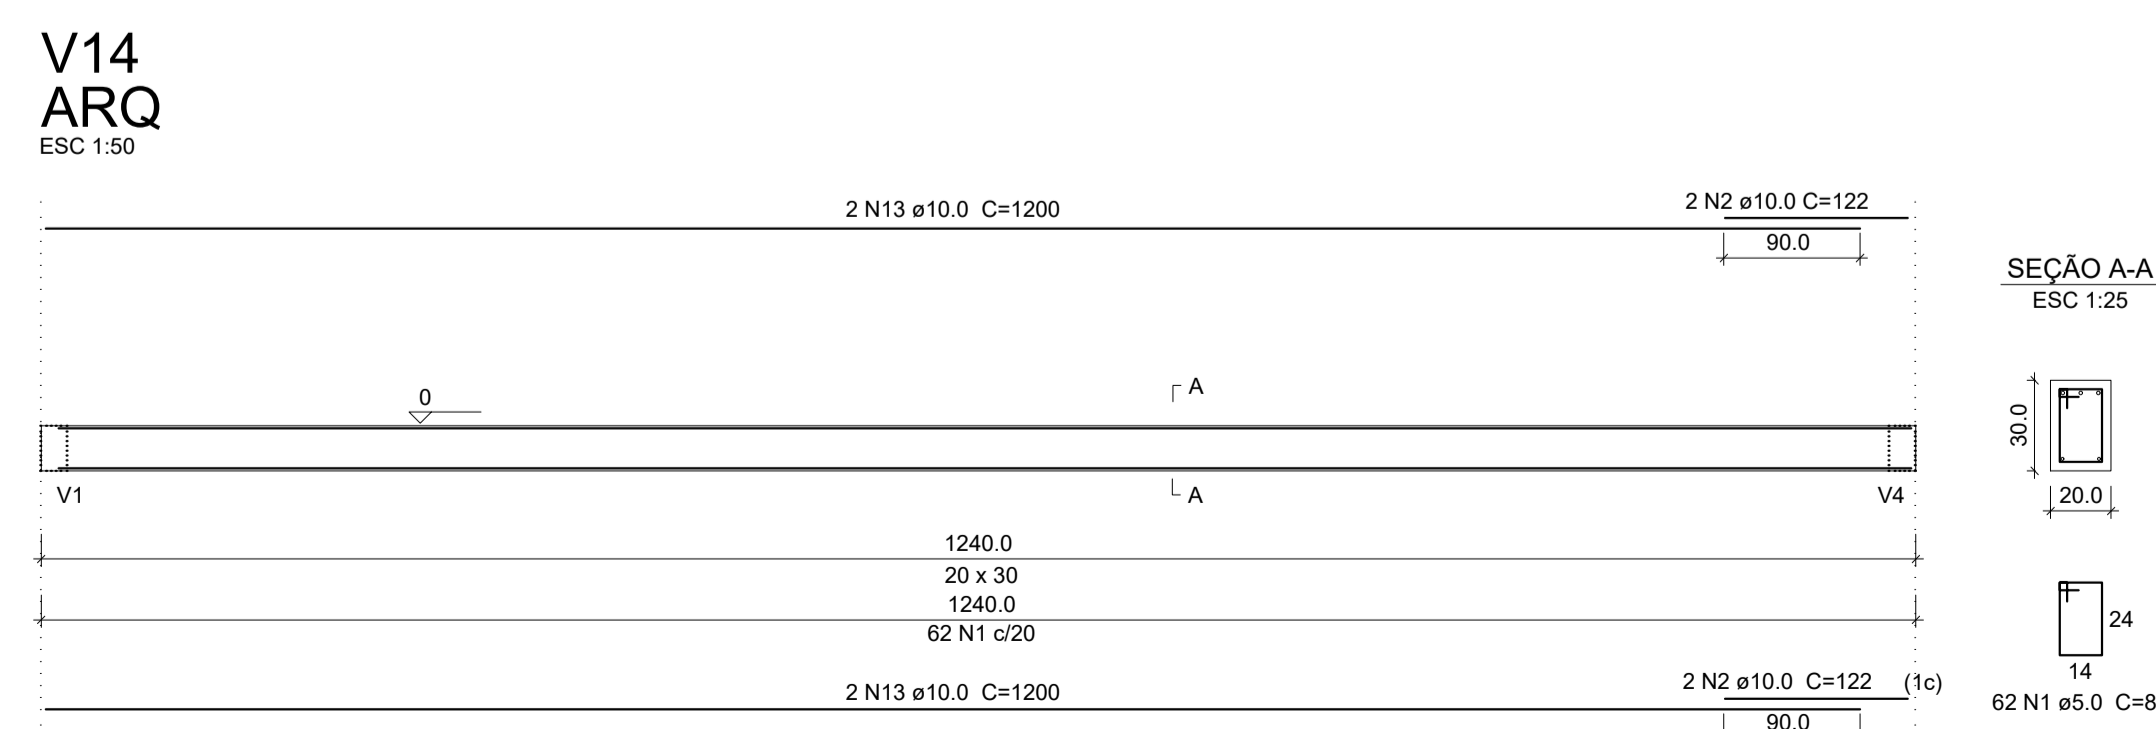 V14
ARQ
ESC 1:50
2 N13 ø10.0 C=1200
2 N2 ø10.0 C=122
90.0
SEÇÃO A-A
ESC 1:25
0
A
30.0
20.0
V1
A
V4
1240.0
20 x 30
1240.0
62 N1 c/20
24
14
2 N13 ø10.0 C=1200
2 N2 ø10.0 C=122 (1c)
62 N1 ø5.0 C=8
90.0